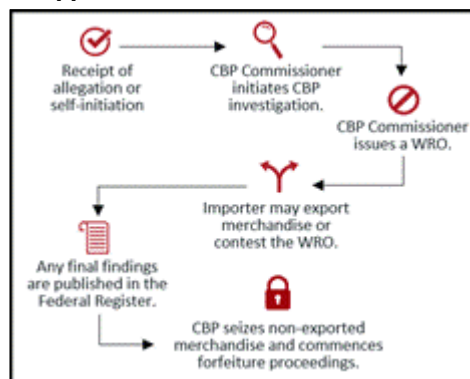 Receipt of
allegation or
self-initiation
CBP Commissioner
initiates CBP
investigation.
CBP Commissioner
issues a WRO.
Importer may export
merchandise or
contest the WRO.
Any final findings
are published in the
Federal Register.
CBP seizes non-exported
merchandise and commences
forfeiture proceedings.